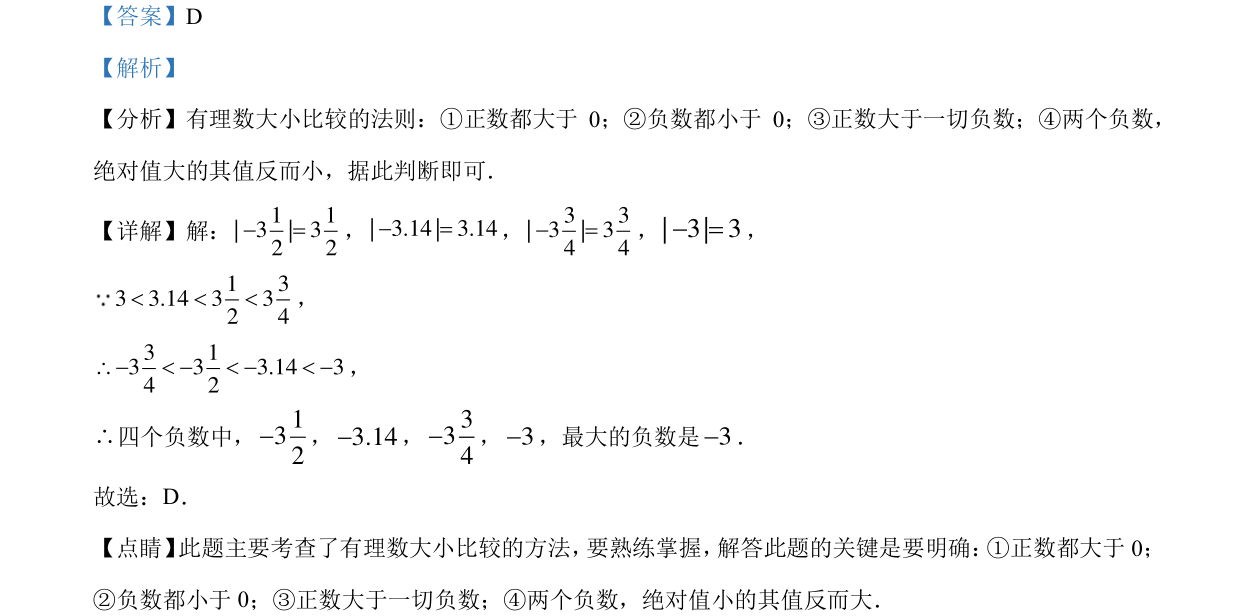 【答案】D
【解析】
【分析】有理数大小比较的法则：①正数都大于 0；②负数都小于 0；③正数大于一切负数；④两个负数，
绝对值大的其值反而小，据此判断即可．
【详解】解：|−3 1/2|=3 1/2，|−3.14|=3.14，|−3 3/4|=3 3/4，|−3|=3，
∵3<3.14<3 1/2<3 3/4，
∴−3 3/4<−3 1/2<−3.14<−3，
∴四个负数中，−3 1/2，−3.14，−3 3/4，−3，最大的负数是−3．
故选：D．
【点睛】此题主要考查了有理数大小比较的方法，要熟练掌握，解答此题的关键是要明确：①正数都大于 0；
②负数都小于 0；③正数大于一切负数；④两个负数，绝对值小的其值反而大．